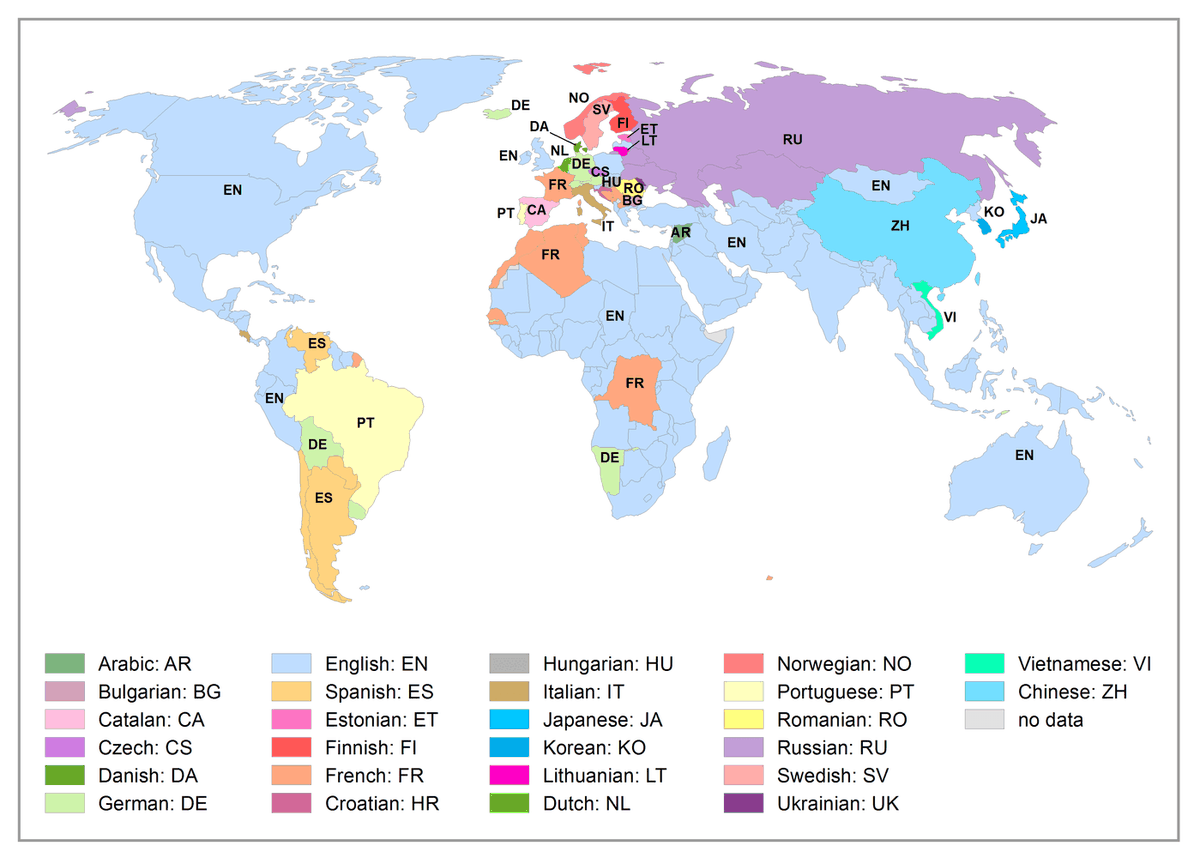 DE
NO
SV
FI
DA
ET
LT
RU
NL
EN
DE
CS
HU
FR
RO
BG
EN
EN
PT
CA
IT
KO
JA
ZH
AR
EN
FR
EN
VI
ES
FR
EN
PT
DE
DE
EN
ES
Arabic: AR
Bulgarian: BG
Catalan: CA
Czech: CS
Danish: DA
German: DE
English: EN
Spanish: ES
Estonian: ET
Finnish: FI
French: FR
Croatian: HR
Hungarian: HU
Italian: IT
Japanese: JA
Korean: KO
Lithuanian: LT
Dutch: NL
Norwegian: NO
Portuguese: PT
Romanian: RO
Russian: RU
Swedish: SV
Ukrainian: UK
Vietnamese: VI
Chinese: ZH
no data